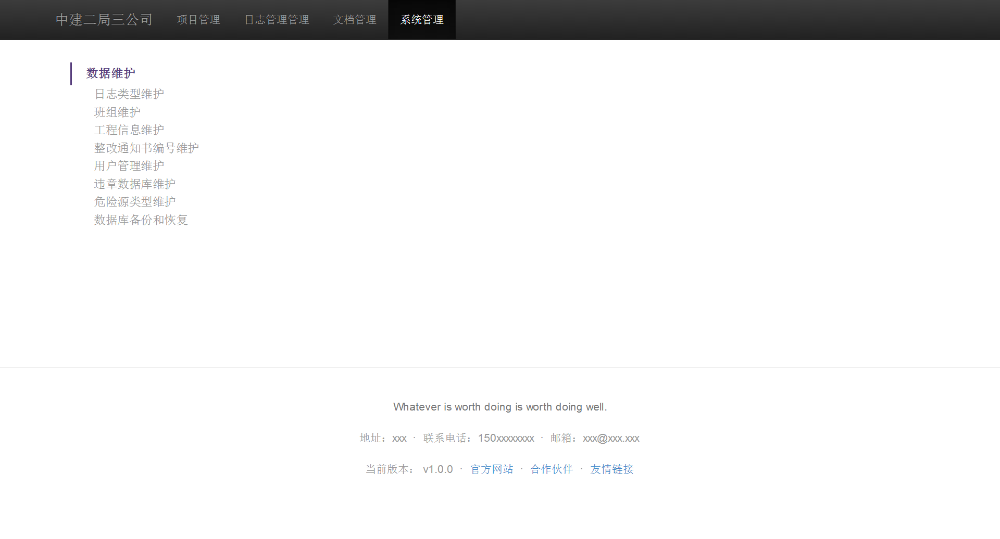 中建二局三公司 项目管理 日志管理管理 文档管理 系统管理
数据维护
日志类型维护
班组维护
工程信息维护
整改通知书编号维护
用户管理维护
违章数据库维护
危险源类型维护
数据库备份和恢复
Whatever is worth doing is worth doing well.
地址：xxx · 联系电话：150xxxxxxxx · 邮箱：xxx@xxx.xxx
当前版本： v1.0.0 · 官方网站 · 合作伙伴 · 友情链接